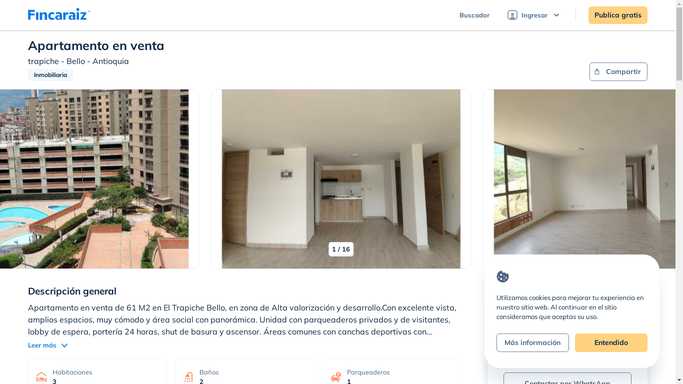 Fincaraiz
Buscador
Ingresar
Publica gratis
Apartamento en venta
trapiche - Bello - Antioquia
Inmobiliaria
Compartir
1 / 16
Descripción general
Apartamento en venta de 61 M2 en El Trapiche Bello, en zona de Alta valorización y desarrollo.Con excelente vista,
amplios espacios, muy cómodo y área social con panorámica. Unidad con parqueaderos privados y de visitantes,
lobby de espera, portería 24 horas, shut de basura y ascensor. Áreas comunes con canchas deportivas con...
Leer más
Habitaciones
3
Baños
2
Parqueaderos
1
Utilizamos cookies para mejorar tu experiencia en
nuestro sitio web. Al continuar en el sitio
consideramos que aceptas su uso.
Más información
Entendido
Contactar por WhatsApp